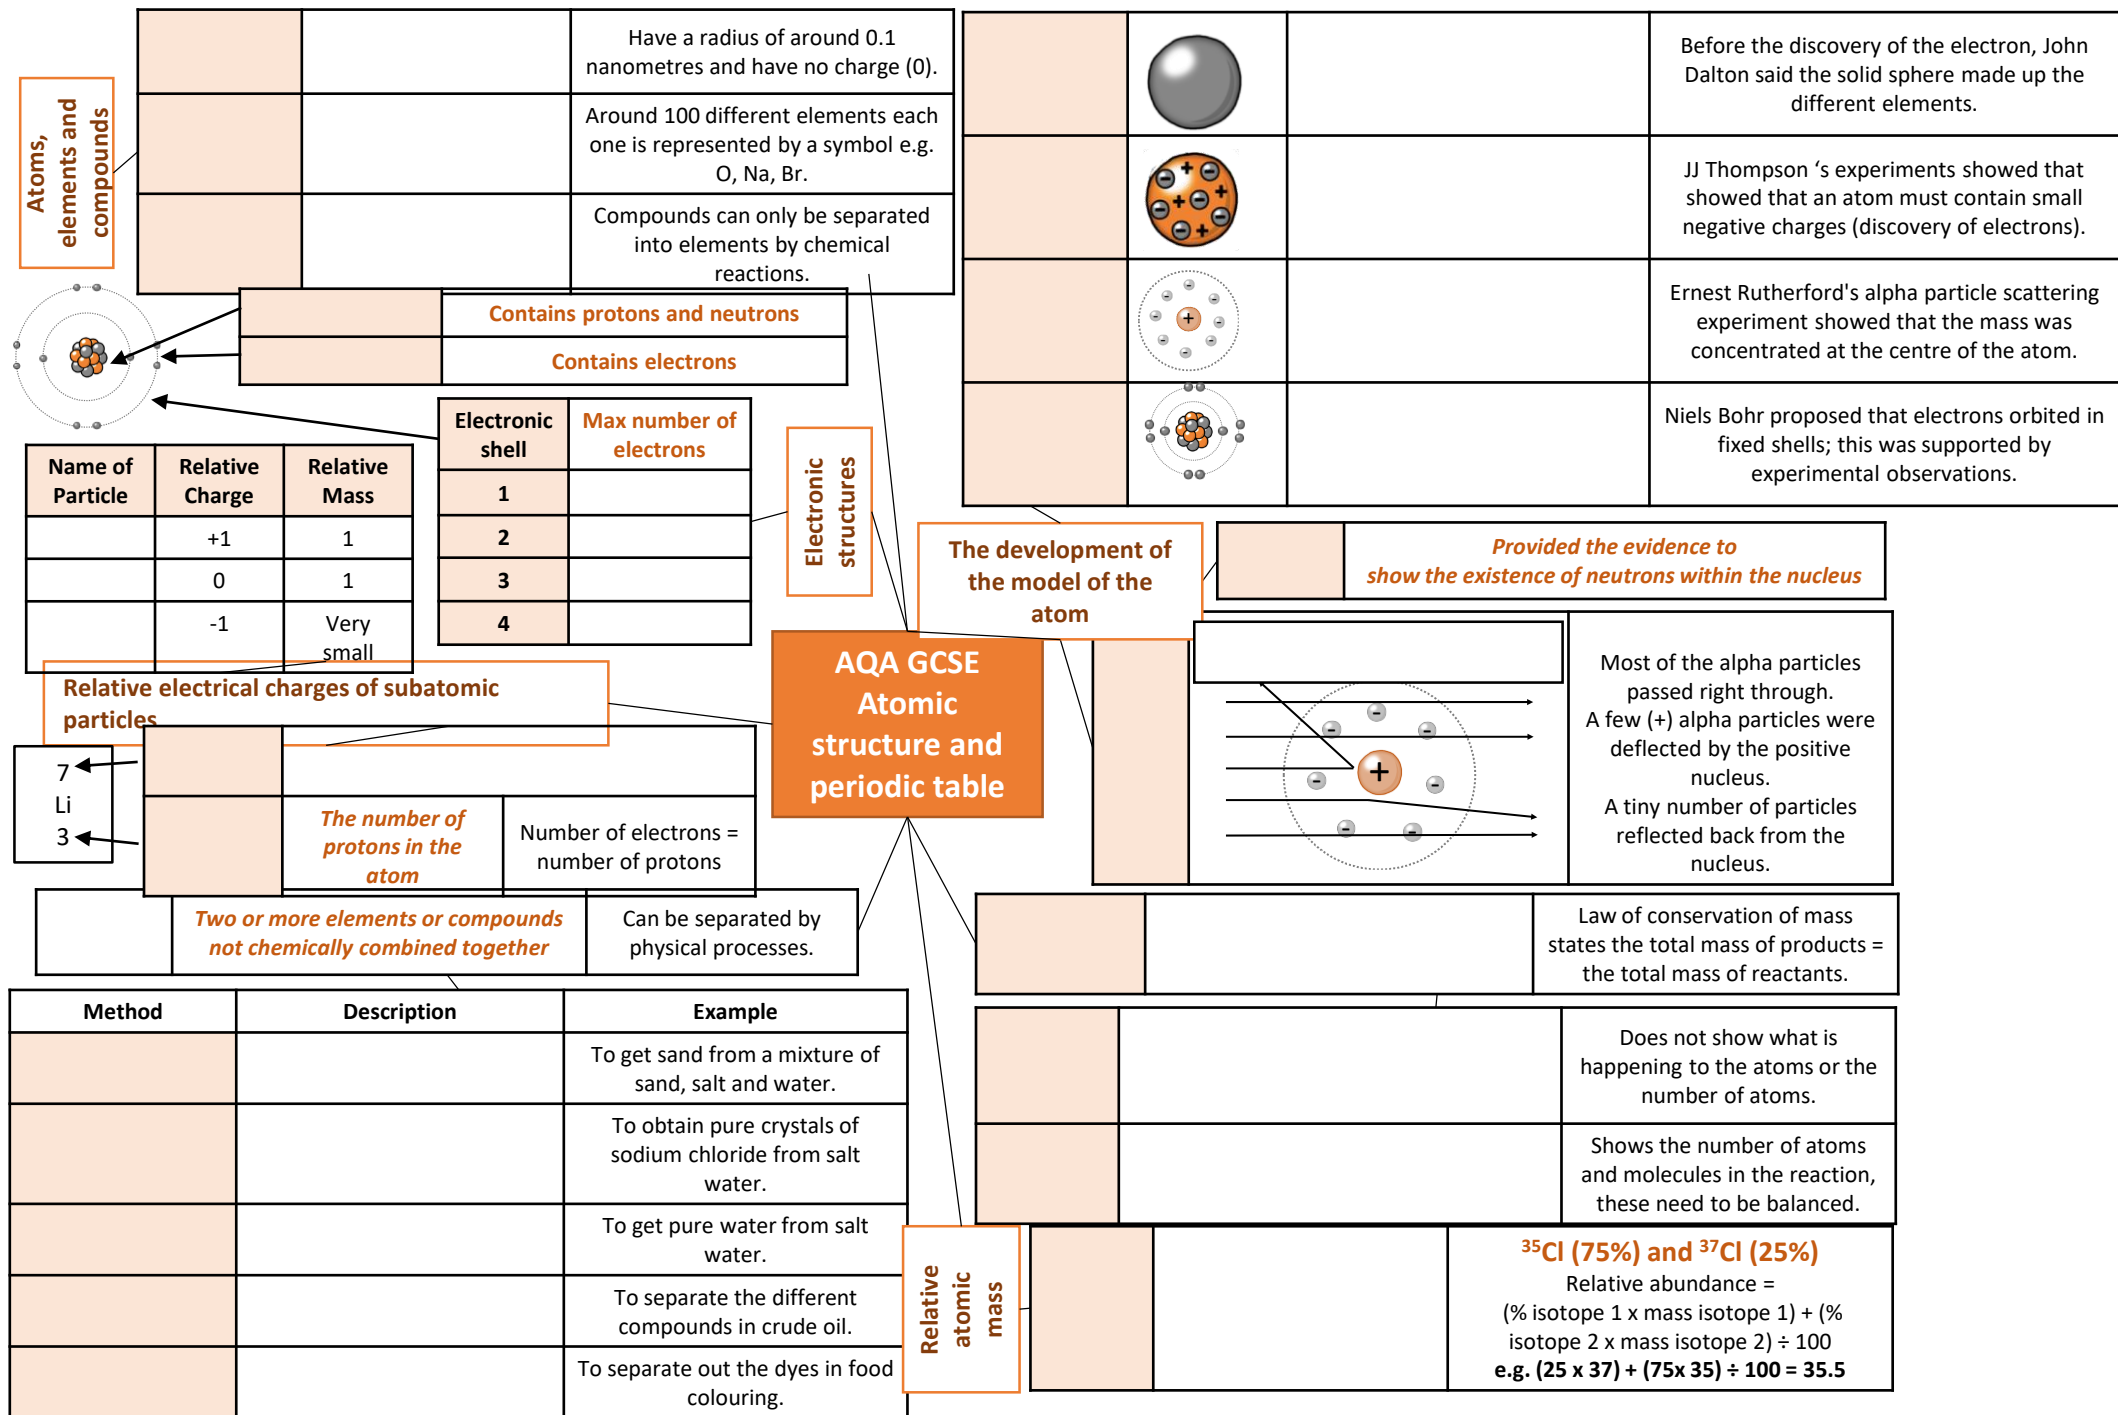 Atoms,
elements and
compounds
Have a radius of around 0.1
nanometres and have no charge (0).
Around 100 different elements each
one is represented by a symbol e.g.
O, Na, Br.
Compounds can only be separated
into elements by chemical
reactions.
Contains protons and neutrons
Contains electrons
Electronic
shell
Max number of
electrons
1
2
3
4
Electronic
structures
Name of
Particle
Relative
Charge
Relative
Mass
+1
1
0
1
-1
Very
small
Relative electrical charges of subatomic
particles
7
Li
3
The number of
protons in the
atom
Number of electrons =
number of protons
Two or more elements or compounds
not chemically combined together
Can be separated by
physical processes.
Method
Description
Example
To get sand from a mixture of
sand, salt and water.
To obtain pure crystals of
sodium chloride from salt
water.
To get pure water from salt
water.
To separate the different
compounds in crude oil.
To separate out the dyes in food
colouring.
AQA GCSE
Atomic
structure and
periodic table
Before the discovery of the electron, John
Dalton said the solid sphere made up the
different elements.
JJ Thompson ‘s experiments showed that
showed that an atom must contain small
negative charges (discovery of electrons).
Ernest Rutherford's alpha particle scattering
experiment showed that the mass was
concentrated at the centre of the atom.
Niels Bohr proposed that electrons orbited in
fixed shells; this was supported by
experimental observations.
The development of
the model of the
atom
Provided the evidence to
show the existence of neutrons within the nucleus
Most of the alpha particles
passed right through.
A few (+) alpha particles were
deflected by the positive
nucleus.
A tiny number of particles
reflected back from the
nucleus.
Law of conservation of mass
states the total mass of products =
the total mass of reactants.
Does not show what is
happening to the atoms or the
number of atoms.
Shows the number of atoms
and molecules in the reaction,
these need to be balanced.
Relative
atomic
mass
³⁵Cl (75%) and ³⁷Cl (25%)
Relative abundance =
(% isotope 1 x mass isotope 1) + (%
isotope 2 x mass isotope 2) ÷ 100
e.g. (25 x 37) + (75x 35) ÷ 100 = 35.5